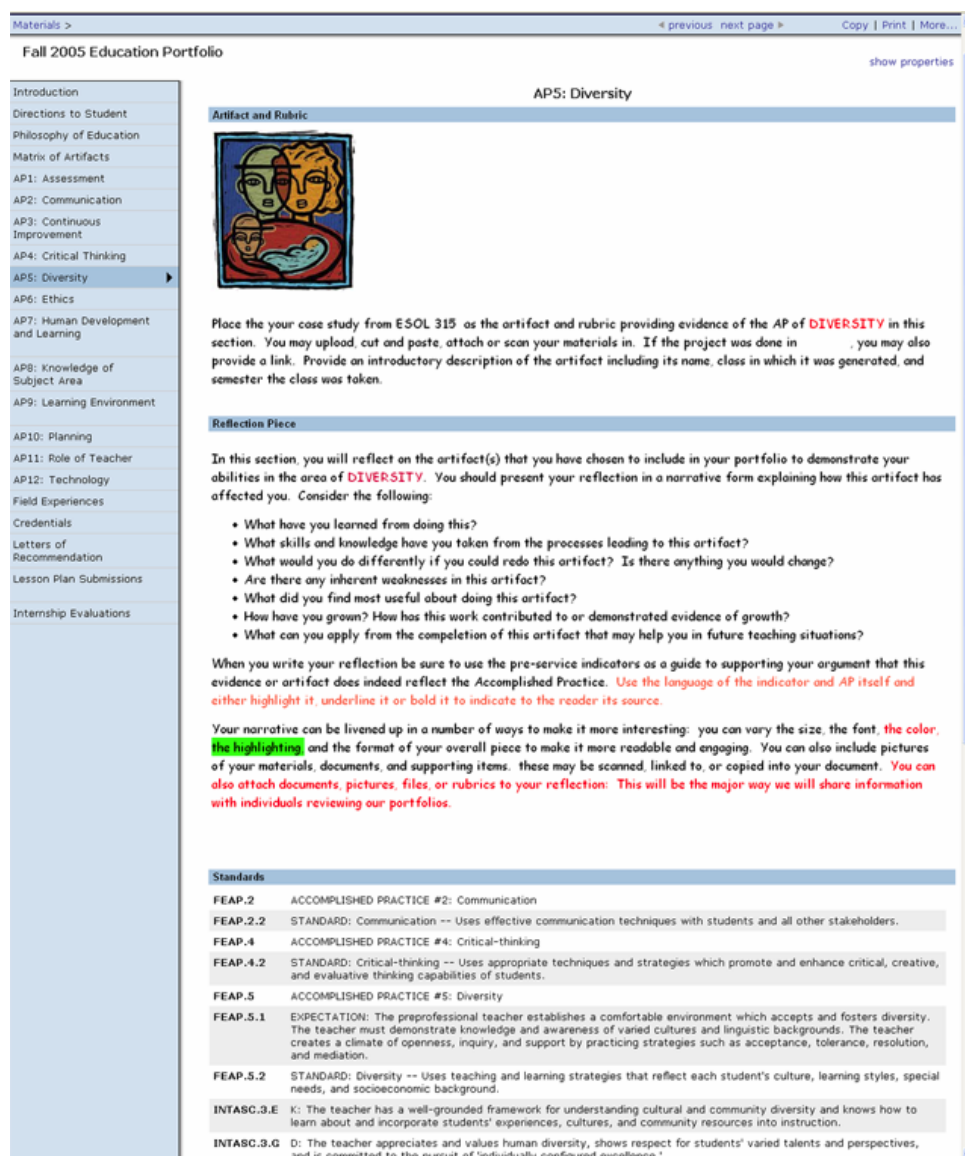 Materials >
previous next page
Copy | Print | More...
Fall 2005 Education Portfolio
show properties
Introduction
Directions to Student
Philosophy of Education
Matrix of Artifacts
AP1: Assessment
AP2: Communication
AP3: Continuous
Improvement
AP4: Critical Thinking
AP5: Diversity
AP6: Ethics
AP7: Human Development
and Learning
AP8: Knowledge of
Subject Area
AP9: Learning Environment
AP10: Planning
AP11: Role of Teacher
AP12: Technology
Field Experiences
Credentials
Letters of
Recommendation
Lesson Plan Submissions
Internship Evaluations
AP5: Diversity
Artifact and Rubric
Place the your case study from ESOL 315 as the artifact and rubric providing evidence of the AP of DIVERSITY in this
section. You may upload, cut and paste, attach or scan your materials in. If the project was done in , you may also
provide a link. Provide an introductory description of the artifact including its name, class in which it was generated, and
semester the class was taken.
Reflection Piece
In this section, you will reflect on the artifact(s) that you have chosen to include in your portfolio to demonstrate your
abilities in the area of DIVERSITY. You should present your reflection in a narrative form explaining how this artifact has
affected you. Consider the following:
• What have you learned from doing this?
• What skills and knowledge have you taken from the processes leading to this artifact?
• What would you do differently if you could redo this artifact? Is there anything you would change?
• Are there any inherent weaknesses in this artifact?
• What did you find most useful about doing this artifact?
• How have you grown? How has this work contributed to or demonstrated evidence of growth?
• What can you apply from the compeletion of this artifact that may help you in future teaching situations?
When you write your reflection be sure to use the pre-service indicators as a guide to supporting your argument that this
evidence or artifact does indeed reflect the Accomplished Practice. Use the language of the indicator and AP itself and
either highlight it, underline it or bold it to indicate to the reader its source.
Your narrative can be livened up in a number of ways to make it more interesting: you can vary the size, the font, the color,
the highlighting, and the format of your overall piece to make it more readable and engaging. You can also include pictures
of your materials, documents, and supporting items. these may be scanned, linked to, or copied into your document. You can
also attach documents, pictures, files, or rubrics to your reflection: This will be the major way we will share information
with individuals reviewing our portfolios.
Standards
FEAP.2 ACCOMPLISHED PRACTICE #2: Communication
FEAP.2.2 STANDARD: Communication -- Uses effective communication techniques with students and all other stakeholders.
FEAP.4 ACCOMPLISHED PRACTICE #4: Critical-thinking
FEAP.4.2 STANDARD: Critical-thinking -- Uses appropriate techniques and strategies which promote and enhance critical, creative,
and evaluative thinking capabilities of students.
FEAP.5 ACCOMPLISHED PRACTICE #5: Diversity
FEAP.5.1 EXPECTATION: The preprofessional teacher establishes a comfortable environment which accepts and fosters diversity.
The teacher must demonstrate knowledge and awareness of varied cultures and linguistic backgrounds. The teacher
creates a climate of openness, inquiry, and support by practicing strategies such as acceptance, tolerance, resolution,
and mediation.
FEAP.5.2 STANDARD: Diversity -- Uses teaching and learning strategies that reflect each student's culture, learning styles, special
needs, and socioeconomic background.
INTASC.3.E K: The teacher has a well-grounded framework for understanding cultural and community diversity and knows how to
learn about and incorporate students' experiences, cultures, and community resources into instruction.
INTASC.3.G D: The teacher appreciates and values human diversity, shows respect for students' varied talents and perspectives,
and is committed to the pursuit of 'individually configured excellence.'